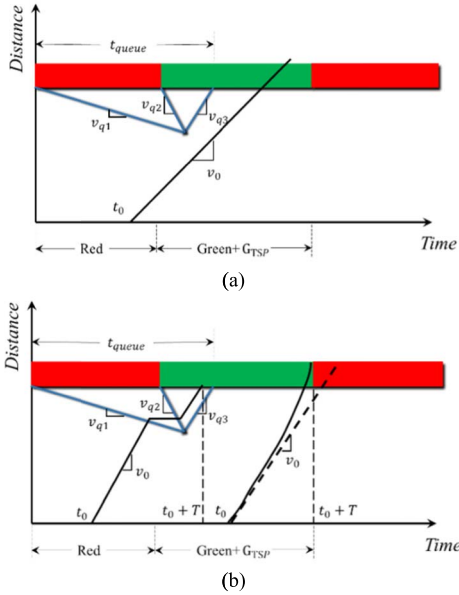 Distance
t_queue
v_q1
v_q2
v_q3
v_0
t_0
Time
Red
Green+ G_TSP
(a)
Distance
t_queue
v_q1
v_q2
v_q3
v_0
v_0
t_0
t_0 + T
t_0
t_0 + T
Time
Red
Green+ G_TSP
(b)